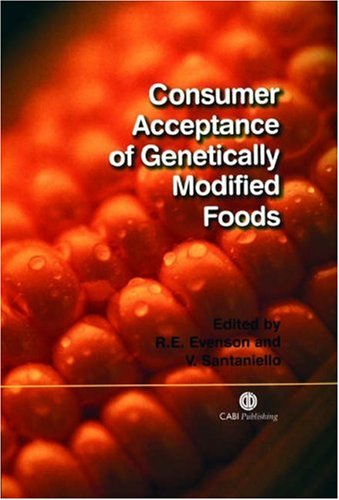 Consumer
Acceptance
of Genetically
Modified
Foods
Edited by
R.E. Evenson and
V. Santaniello
CABI Publishing